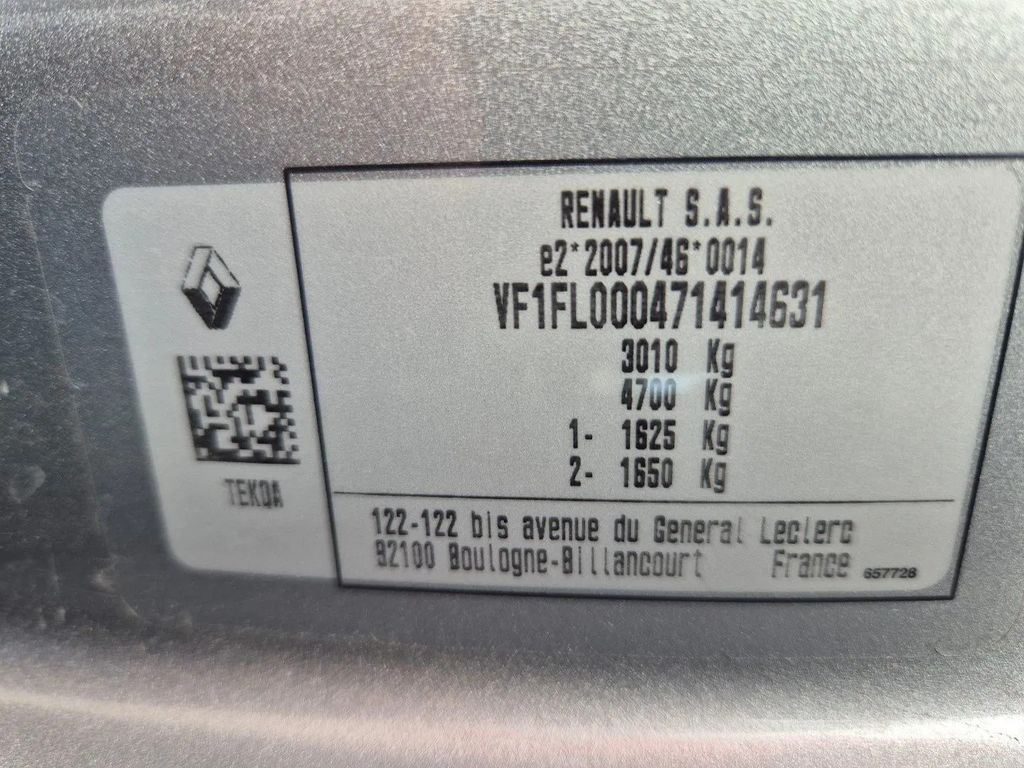 RENAULT S.A.S.
e2*2007/46*0014
VF1FL000471414631
3010 Kg
4700 Kg
1- 1625 Kg
2- 1650 Kg
TEKQA
122-122 bis avenue du General Leclerc
92100 Boulogne-Billancourt France 657728